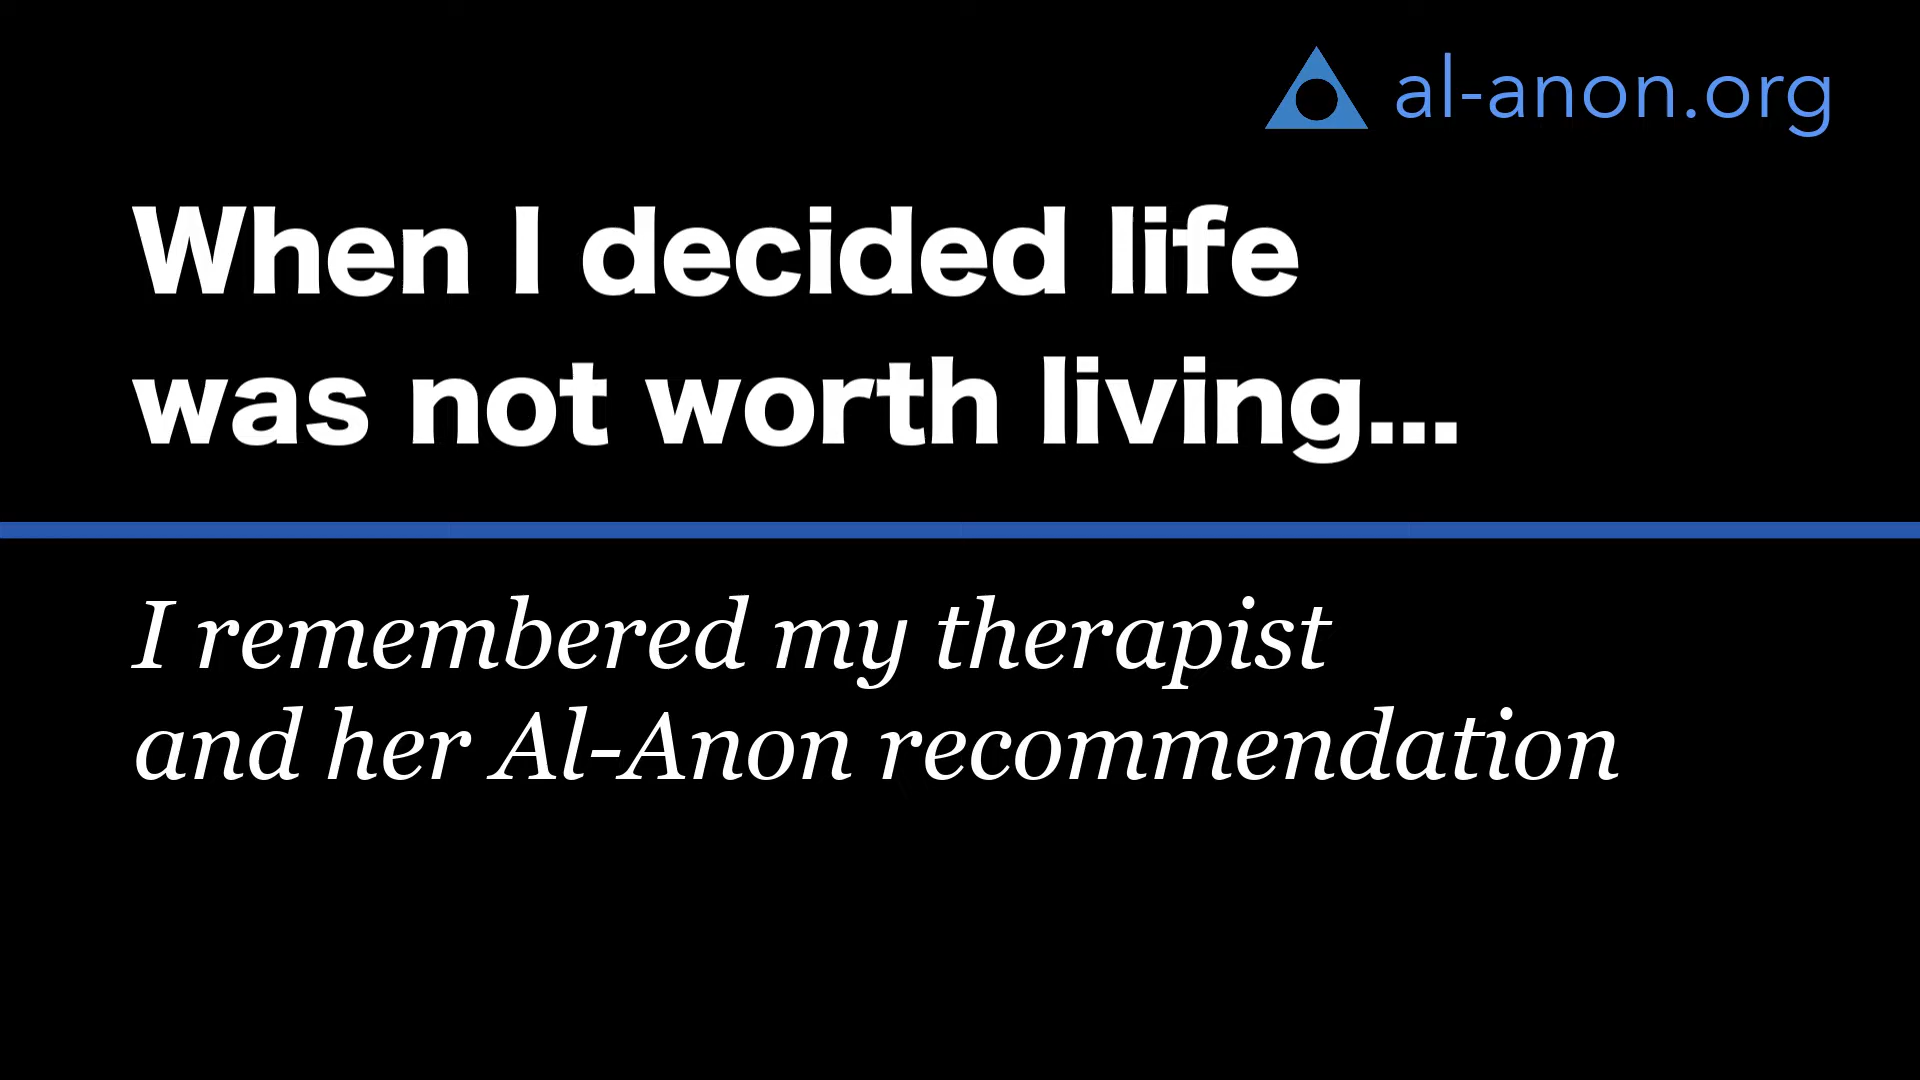 al-anon.org
When I decided life
was not worth living...
I remembered my therapist
and her Al-Anon recommendation